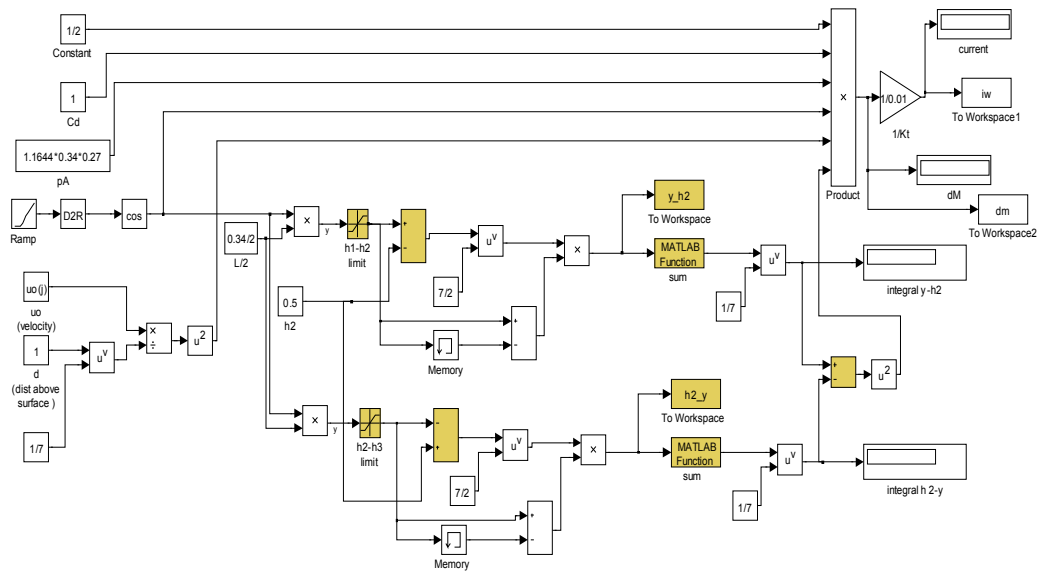 1/2
Constant
1
Cd
1.1644*0.34*0.27
pA
Ramp
D2R
cos
×
1/0.01
1/Kt
current
iw
To Workspace1
dM
dm
To Workspace2
Product
0.34/2
L/2
×
y
h1-h2
limit
+
-
u^v
7/2
×
y_h2
To Workspace
MATLAB
Function
sum
u^v
1/7
integral y-h2
0.5
h2
+
-
Memory
uo(j)
uo
(velocity)
1
d
(dist above
surface )
u^v
1/7
×
÷
u^2
+
-
u^2
×
y
h2-h3
limit
-
+
u^v
7/2
×
h2_y
To Workspace
MATLAB
Function
sum
u^v
1/7
integral h 2-y
+
-
Memory